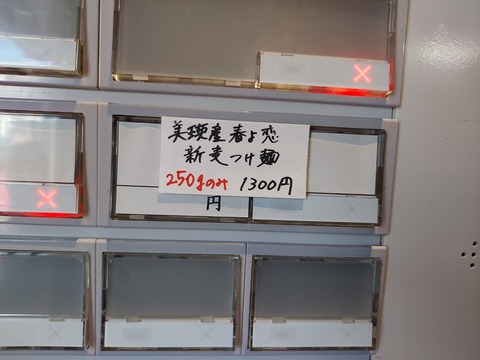 美瑛産春よ恋
新麦つけ麺
250gのみ 1300円
円